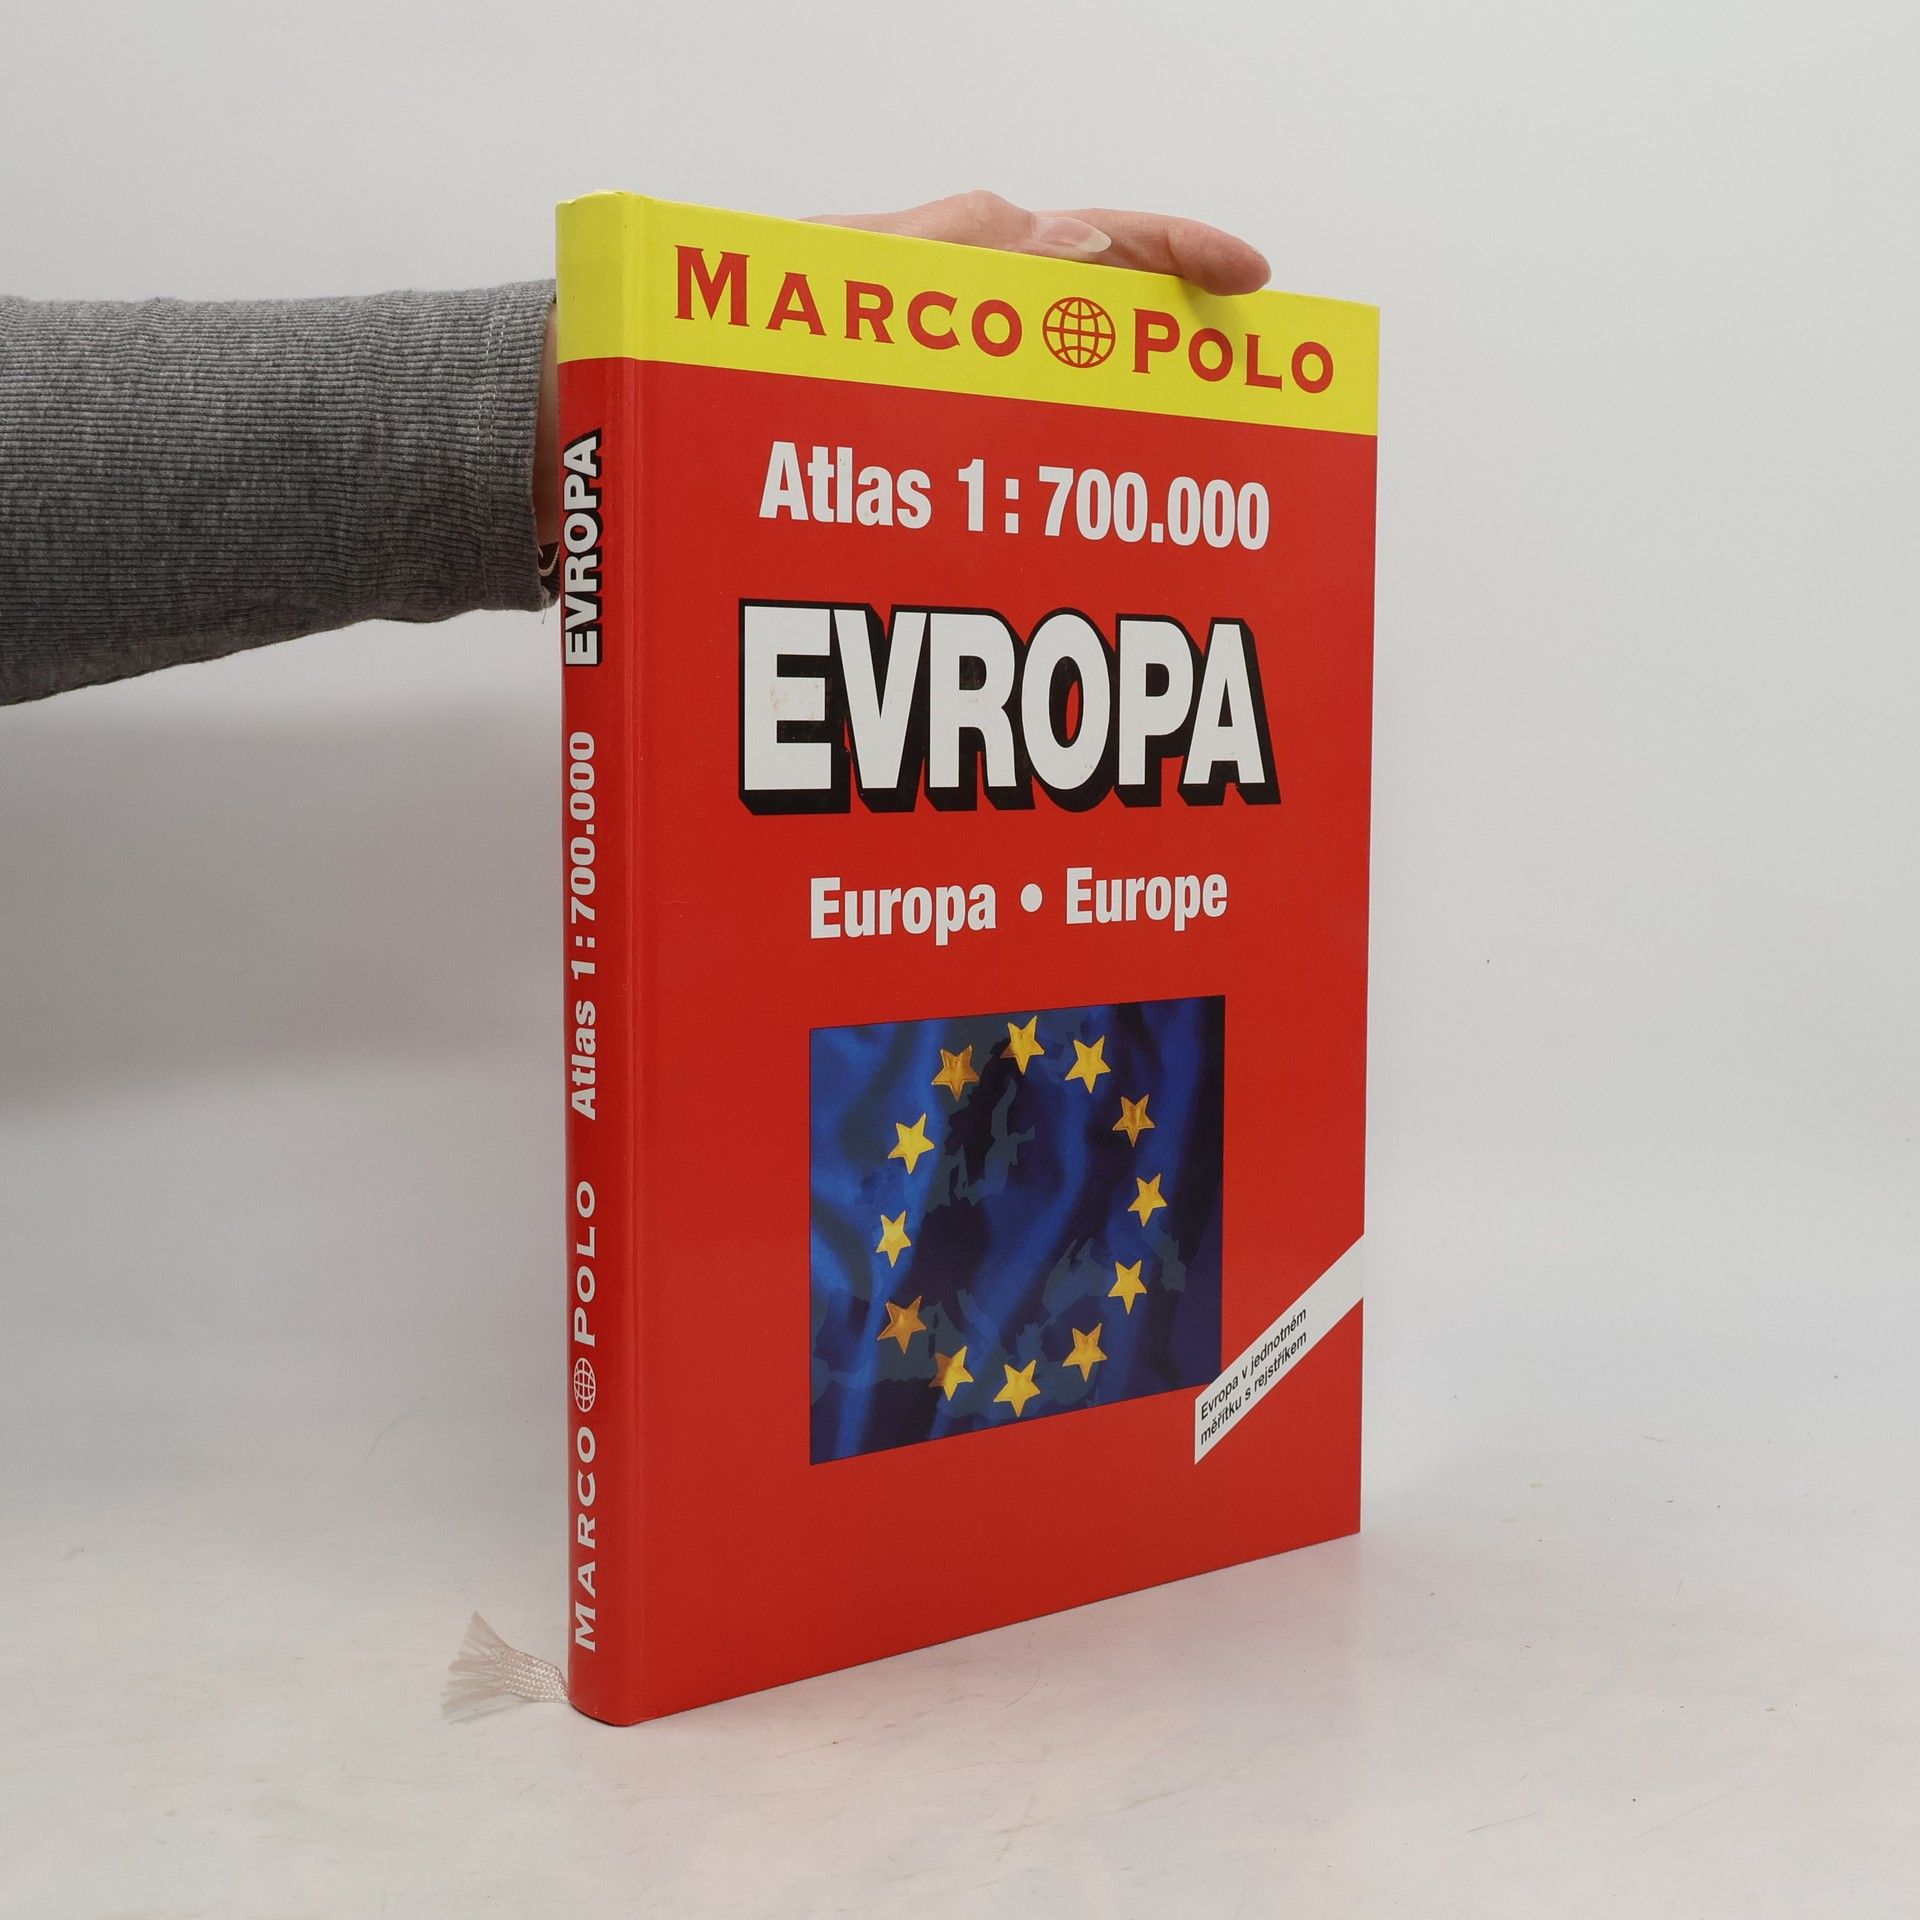 MARCO POLO
Atlas 1:700.000
EVROPA
Europa • Europe
Evropa v jednotném
měřítku s rejstříkem
MARCO POLO Atlas 1:700.000 EVROPA